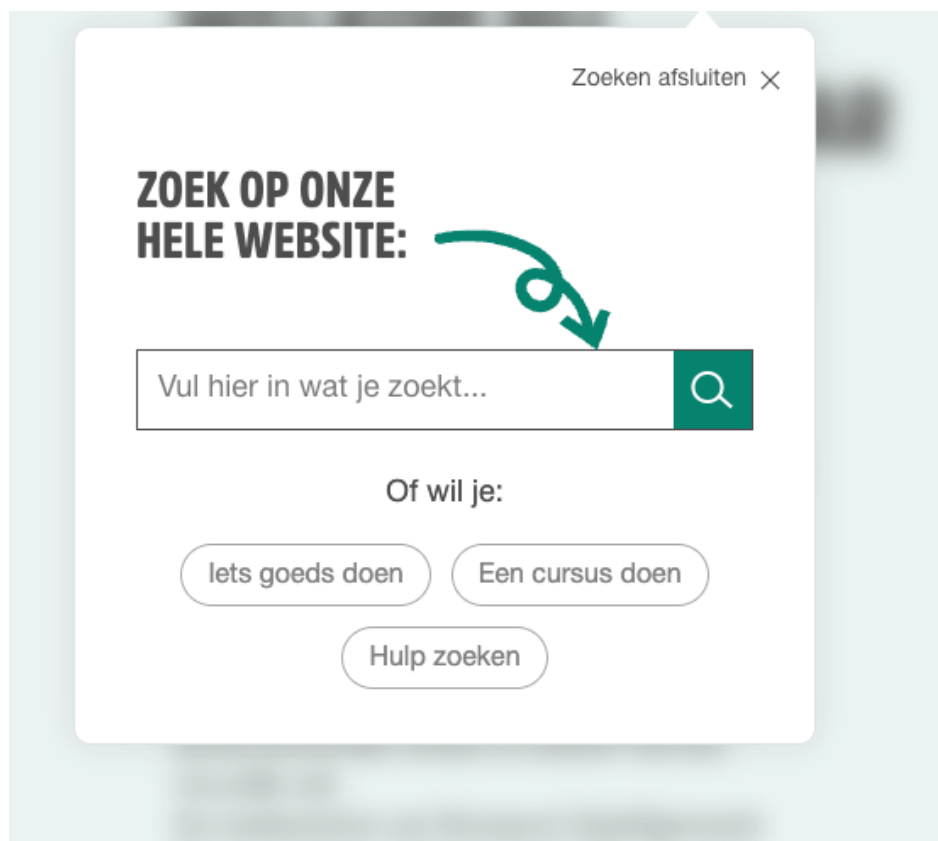 Zoeken afsluiten
ZOEK OP ONZE
HELE WEBSITE:
Vul hier in wat je zoekt...
Of wil je:
Iets goeds doen
Een cursus doen
Hulp zoeken